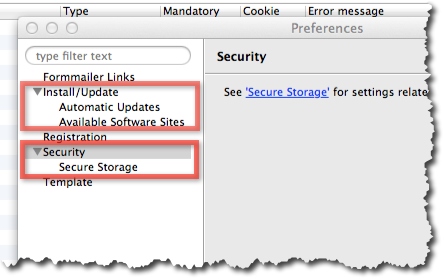 Type Mandatory Cookie Error message
Preferences
type filter text
Security
Formmailer Links
Install/Update
Automatic Updates
Available Software Sites
Registration
Security
Secure Storage
Template
See 'Secure Storage' for settings relate